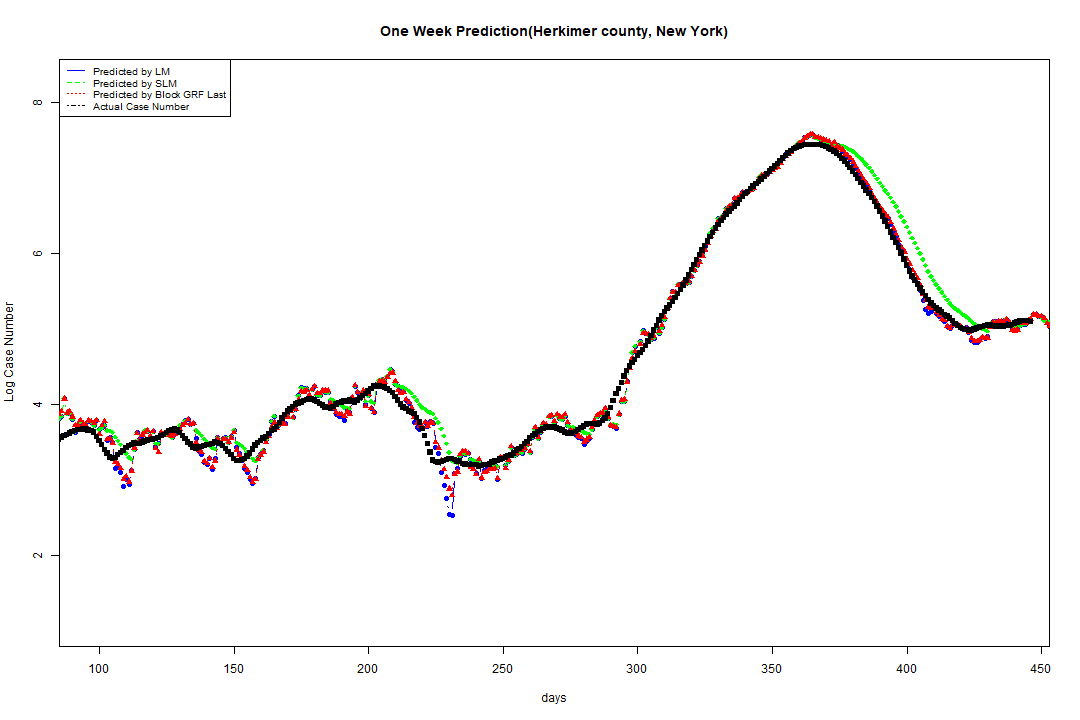 One Week Prediction(Herkimer county, New York)
Predicted by LM
Predicted by SLM
Predicted by Block GRF Last
Actual Case Number
Log Case Number
8
6
4
2
100 150 200 250 300 350 400 450
days